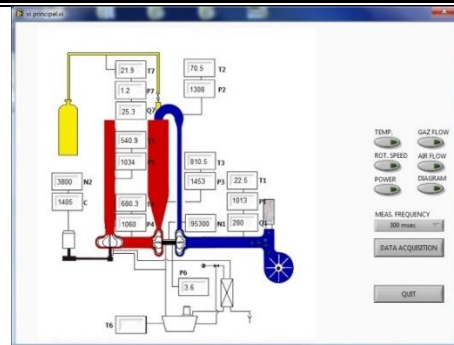 vi principal.vi
21.9 T7
1.2 P7
25.3 Q7
70.5 T2
1308 P2
540.9
1034
810.5 T3
1453 P3
22.5 T1
1013
280
3800 N2
1405 C
680.3
1060 P4
95300 N1
P6
3.6
T6
TEMP.
GAZ FLOW
ROT. SPEED
AIR FLOW
POWER
DIAGRAM
MEAS. FREQUENCY
300 msec
DATA ACQUISITION
QUIT